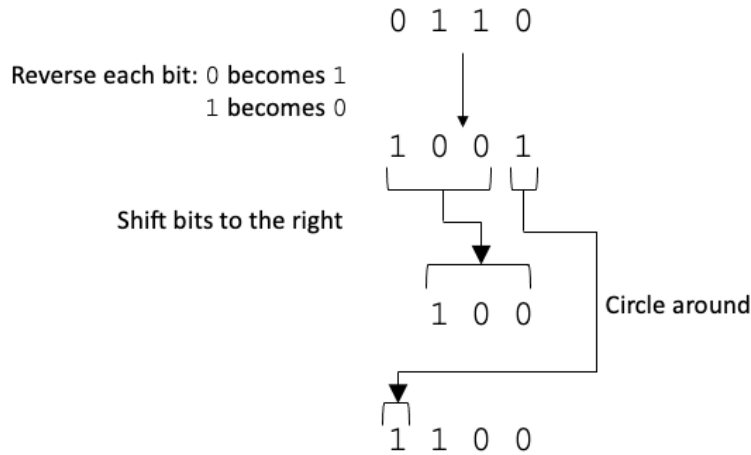 0 1 1 0
Reverse each bit: 0 becomes 1
1 becomes 0
1 0 0 1
Shift bits to the right
1 0 0
Circle around
1 1 0 0